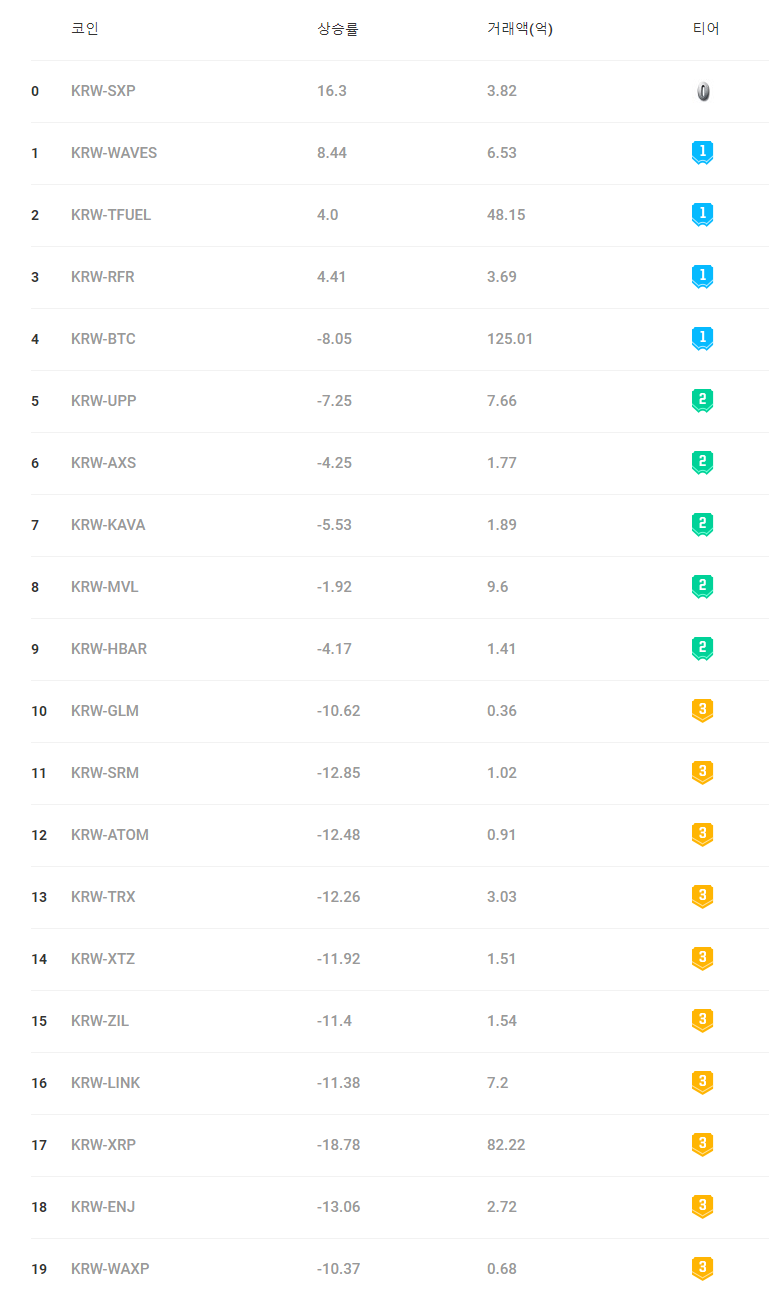 코인 상승률 거래액(억) 티어
0 KRW-SXP 16.3 3.82 0
1 KRW-WAVES 8.44 6.53 1
2 KRW-TFUEL 4.0 48.15 1
3 KRW-RFR 4.41 3.69 1
4 KRW-BTC -8.05 125.01 1
5 KRW-UPP -7.25 7.66 2
6 KRW-AXS -4.25 1.77 2
7 KRW-KAVA -5.53 1.89 2
8 KRW-MVL -1.92 9.6 2
9 KRW-HBAR -4.17 1.41 2
10 KRW-GLM -10.62 0.36 3
11 KRW-SRM -12.85 1.02 3
12 KRW-ATOM -12.48 0.91 3
13 KRW-TRX -12.26 3.03 3
14 KRW-XTZ -11.92 1.51 3
15 KRW-ZIL -11.4 1.54 3
16 KRW-LINK -11.38 7.2 3
17 KRW-XRP -18.78 82.22 3
18 KRW-ENJ -13.06 2.72 3
19 KRW-WAXP -10.37 0.68 3